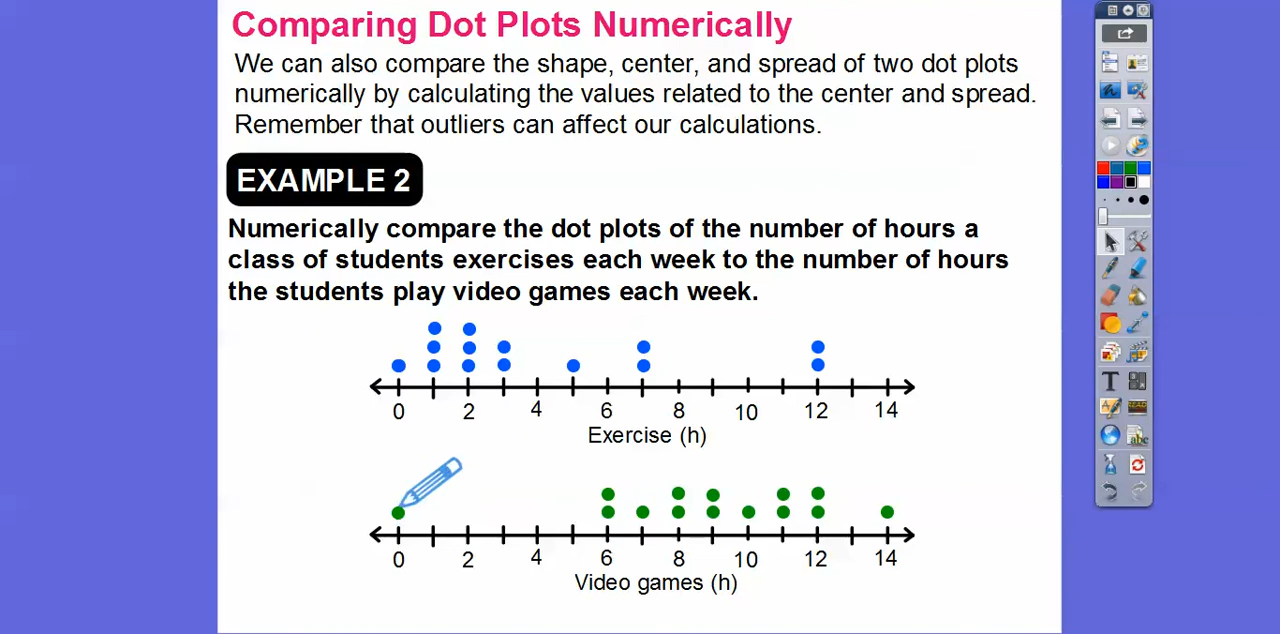 Comparing Dot Plots Numerically
We can also compare the shape, center, and spread of two dot plots
numerically by calculating the values related to the center and spread.
Remember that outliers can affect our calculations.
EXAMPLE 2
Numerically compare the dot plots of the number of hours a
class of students exercises each week to the number of hours
the students play video games each week.
0 2 4 6 8 10 12 14
Exercise (h)
0 2 4 6 8 10 12 14
Video games (h)
T
abc